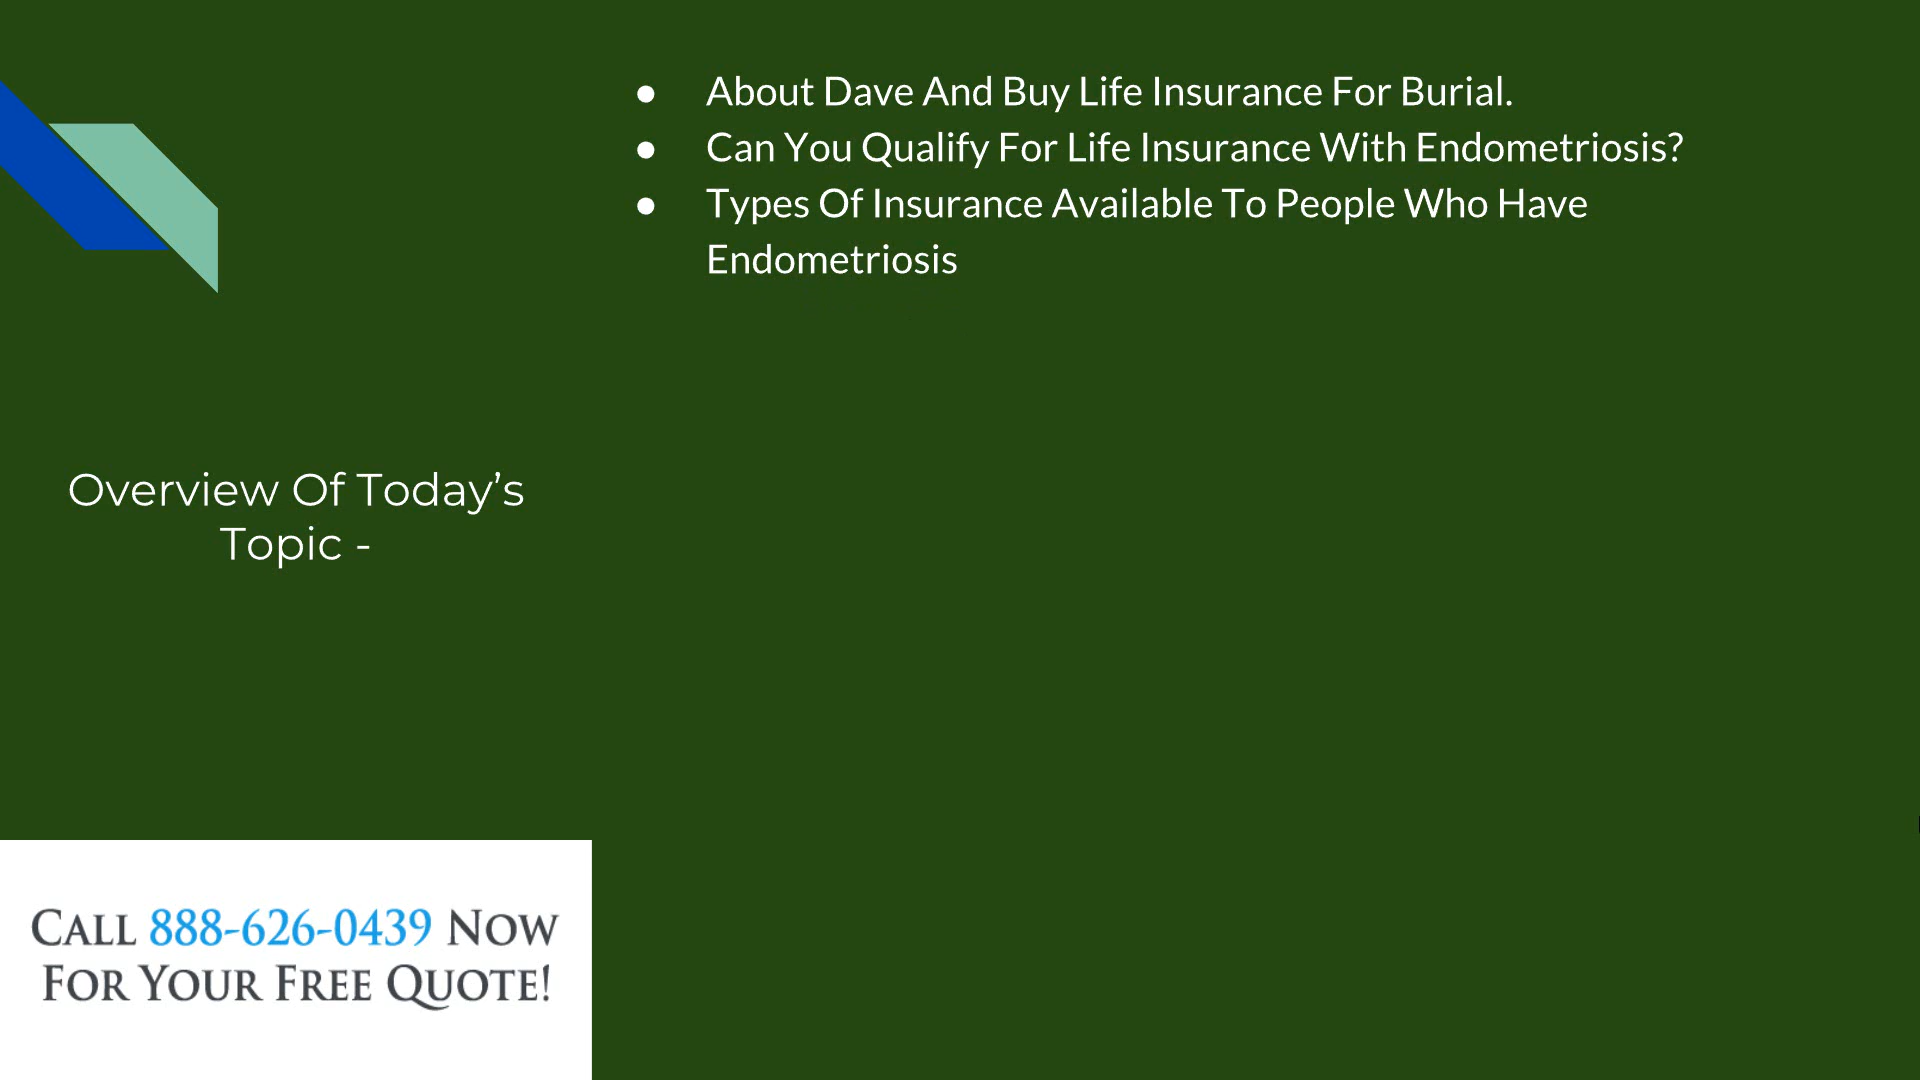 ● About Dave And Buy Life Insurance For Burial.
● Can You Qualify For Life Insurance With Endometriosis?
● Types Of Insurance Available To People Who Have
Endometriosis
Overview Of Today’s
Topic -
CALL 888-626-0439 NOW
FOR YOUR FREE QUOTE!